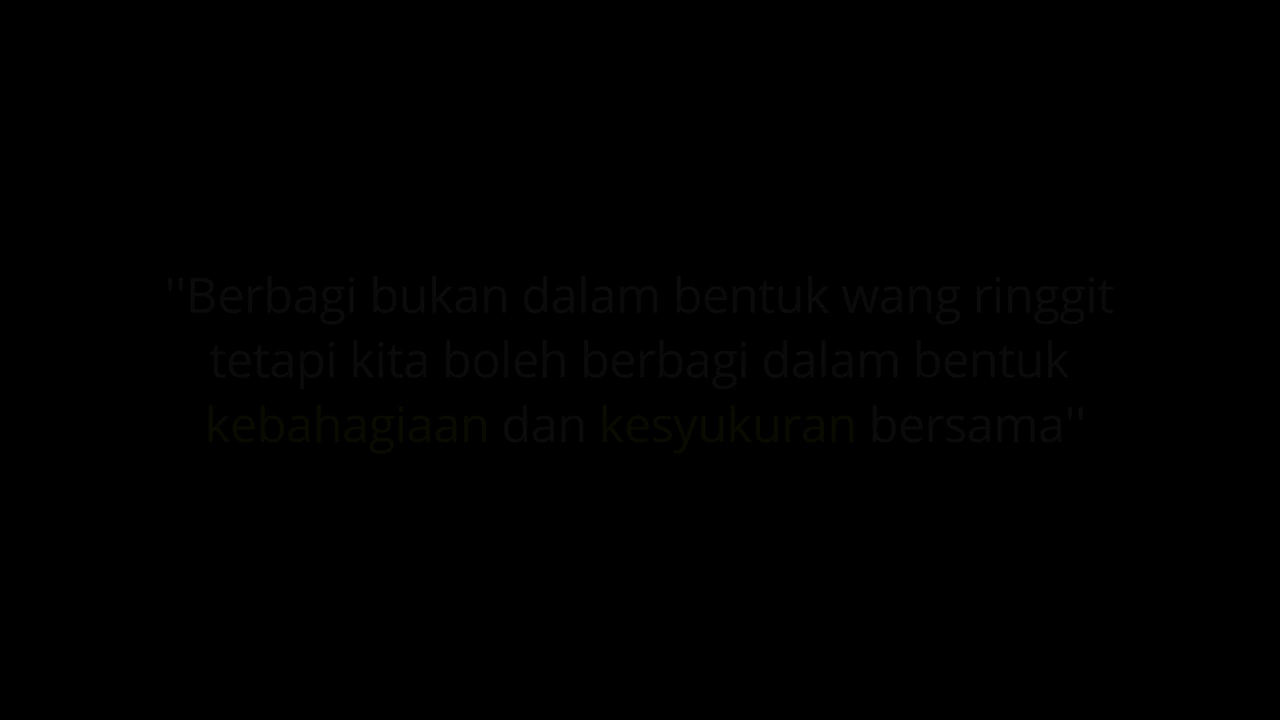 "Berbagi bukan dalam bentuk wang ringgit
tetapi kita boleh berbagi dalam bentuk
kebahagiaan dan kesyukuran bersama"